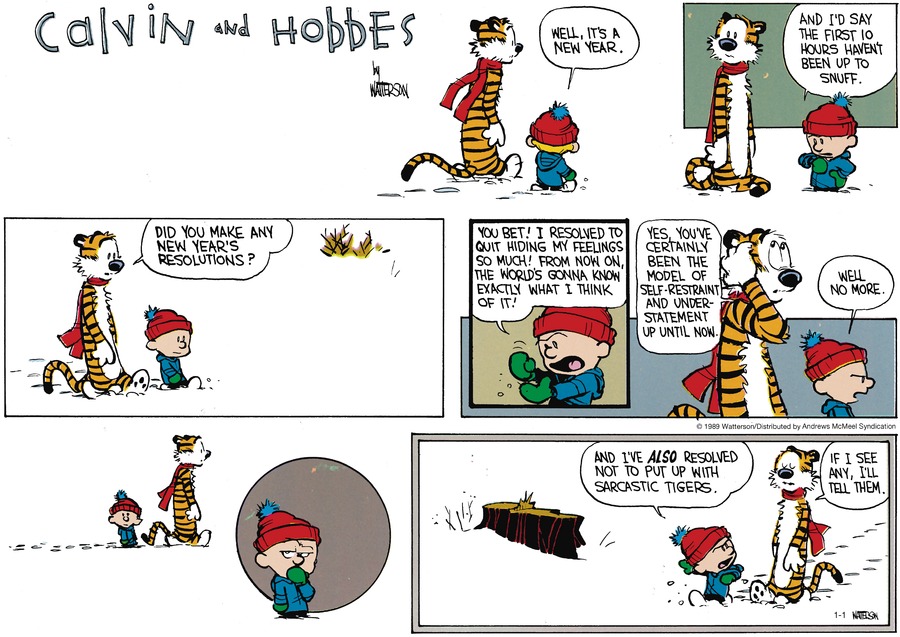 Calvin and HobbEs
by
WATTERSON
WELL, IT'S A
NEW YEAR.
AND I'D SAY
THE FIRST 10
HOURS HAVEN'T
BEEN UP TO
SNUFF.
DID YOU MAKE ANY
NEW YEAR'S
RESOLUTIONS?
YOU BET! I RESOLVED TO
QUIT HIDING MY FEELINGS
SO MUCH! FROM NOW ON,
THE WORLD'S GONNA KNOW
EXACTLY WHAT I THINK
OF IT!
YES, YOU'VE
CERTAINLY
BEEN THE
MODEL OF
SELF-RESTRAINT
AND UNDER-
STATEMENT
UP UNTIL NOW.
WELL
NO MORE.
© 1989 Watterson/Distributed by Andrews McMeel Syndication
AND I'VE ALSO RESOLVED
NOT TO PUT UP WITH
SARCASTIC TIGERS.
IF I SEE
ANY, I'LL
TELL THEM.
1-1 WATTERSON